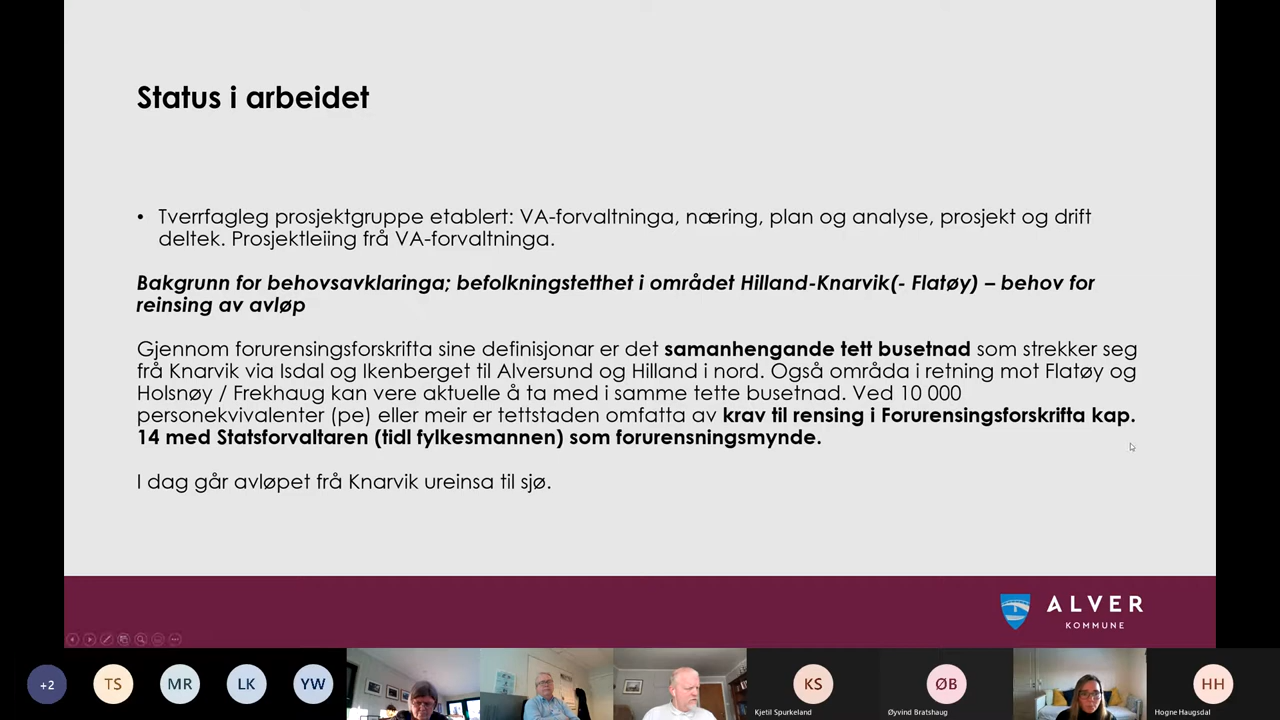 Status i arbeidet
• Tverrfagleg prosjektgruppe etablert: VA-forvaltninga, næring, plan og analyse, prosjekt og drift
deltek. Prosjektleiing frå VA-forvaltninga.
Bakgrunn for behovsavklaringa; befolkningstetthet i området Hilland-Knarvik(- Flatøy) – behov for
reinsing av avløp
Gjennom forurensingsforskrifta sine definisjonar er det samanhengande tett busetnad som strekker seg
frå Knarvik via Isdal og Ikenberget til Alversund og Hilland i nord. Også områda i retning mot Flatøy og
Holsnøy / Frekhaug kan vere aktuelle å ta med i samme tette busetnad. Ved 10 000
personekvivalenter (pe) eller meir er tettstaden omfatta av krav til rensing i Forurensingsforskrifta kap.
14 med Statsforvaltaren (tidl fylkesmannen) som forurensningsmynde.
I dag går avløpet frå Knarvik ureinsa til sjø.
ALVER
KOMMUNE
+2
TS
MR
LK
YW
KS
Kjetil Spurkeland
ØB
Øyvind Bratshaug
HH
Hogne Haugsdal